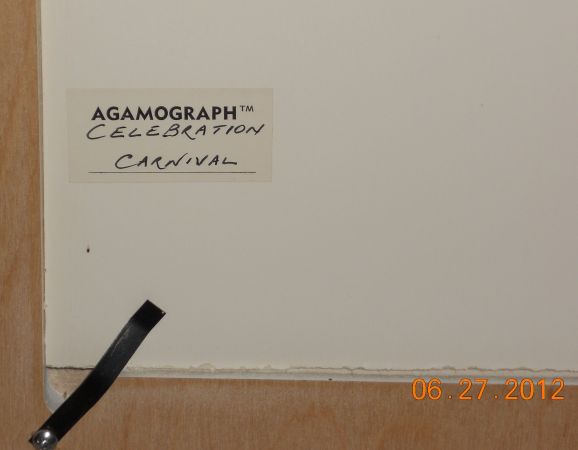 AGAMOGRAPH™
CELEBRATION
CARNIVAL
06.27.2012